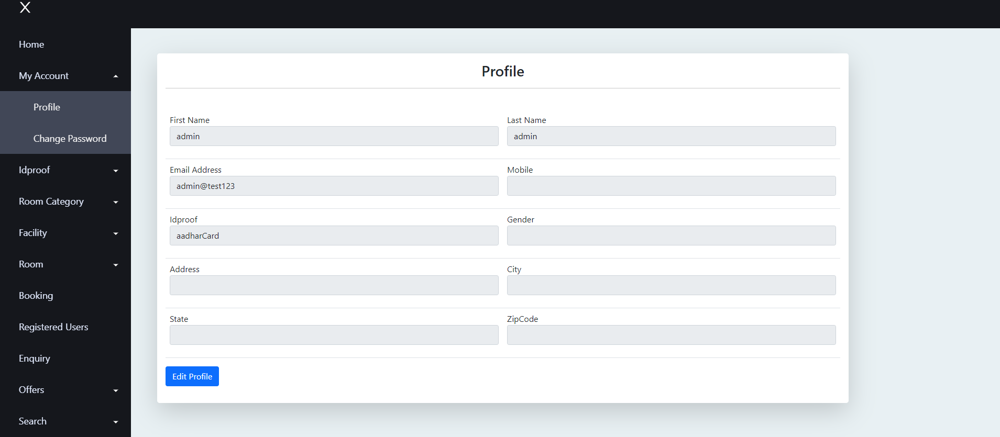 Home
My Account
Profile
Change Password
Idproof
Room Category
Facility
Room
Booking
Registered Users
Enquiry
Offers
Search
Profile
First Name
Last Name
admin
admin
Email Address
Mobile
admin@test123
Idproof
Gender
aadharCard
Address
City
State
ZipCode
Edit Profile